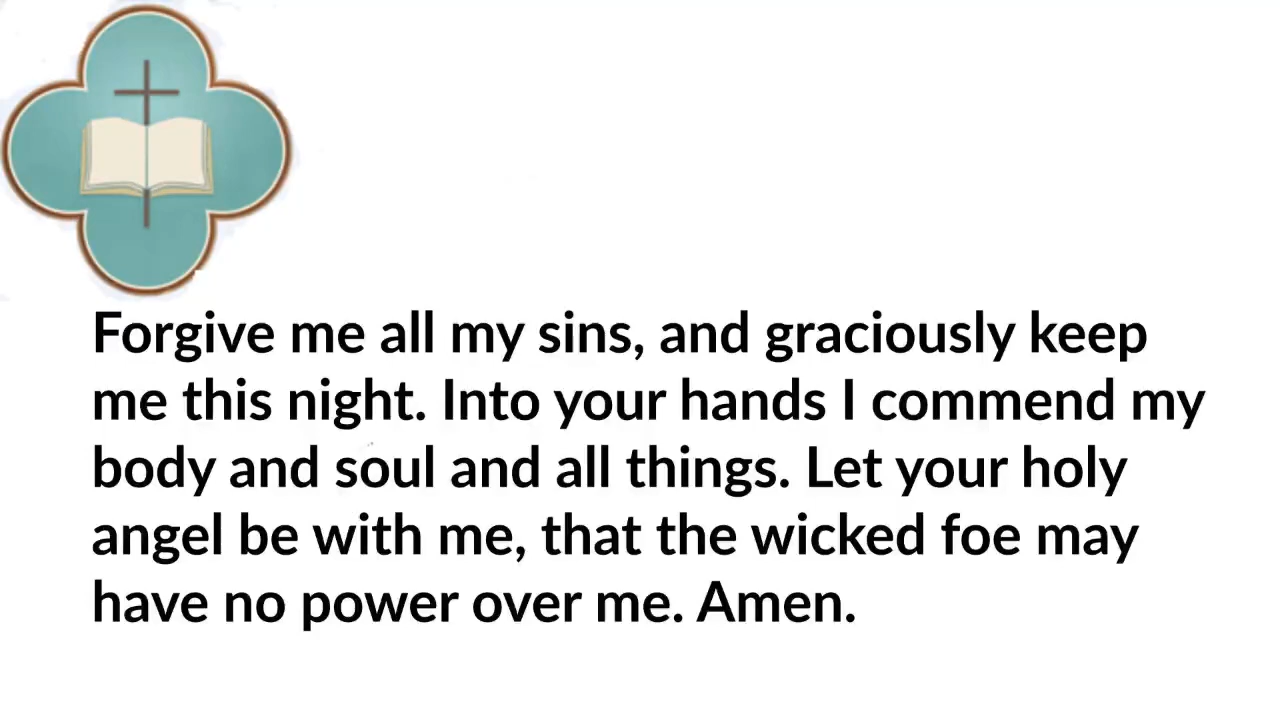 Forgive me all my sins, and graciously keep
me this night. Into your hands I commend my
body and soul and all things. Let your holy
angel be with me, that the wicked foe may
have no power over me. Amen.